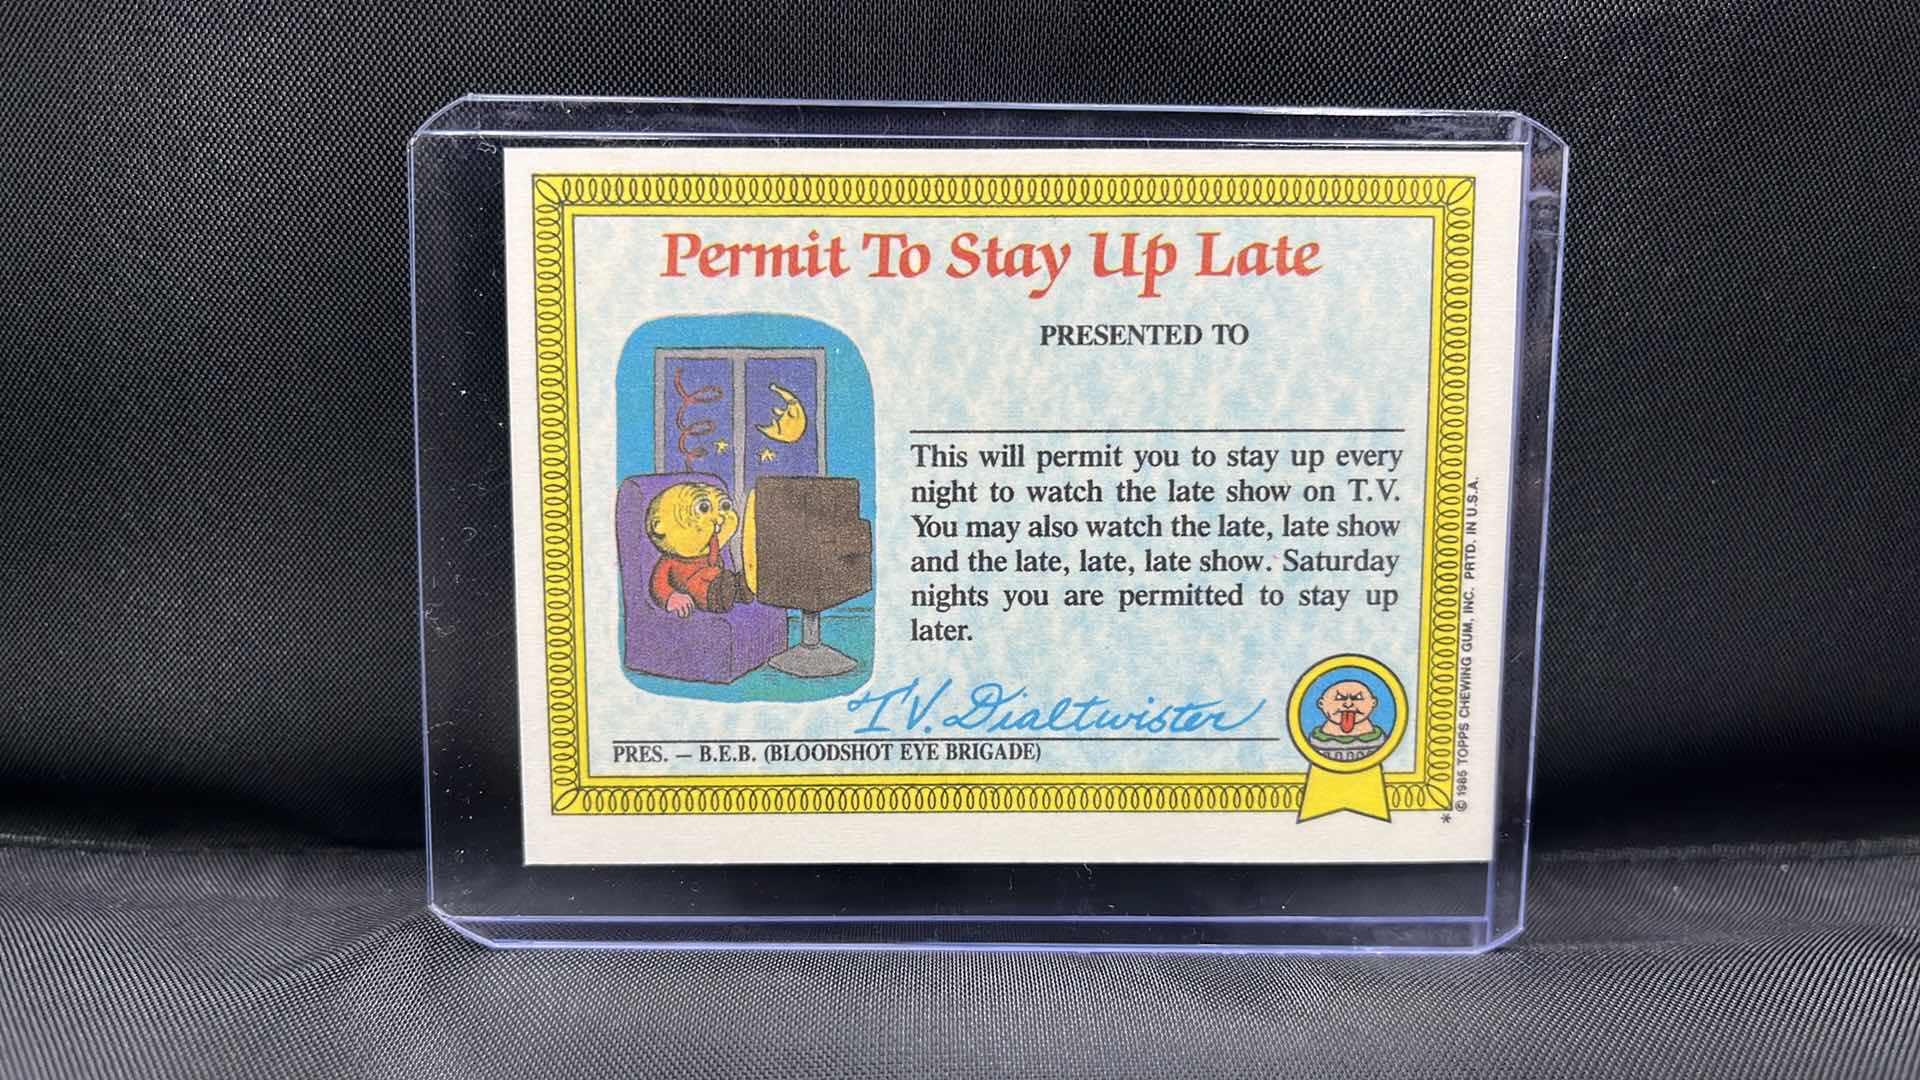 Permit To Stay Up Late
PRESENTED TO
This will permit you to stay up every
night to watch the late show on T.V.
You may also watch the late, late show
and the late, late, late show. Saturday
nights you are permitted to stay up
later.
T.V. Dialtwister
PRES. — B.E.B. (BLOODSHOT EYE BRIGADE)
* © 1985 TOPPS CHEWING GUM, INC. PRTD. IN U.S.A.